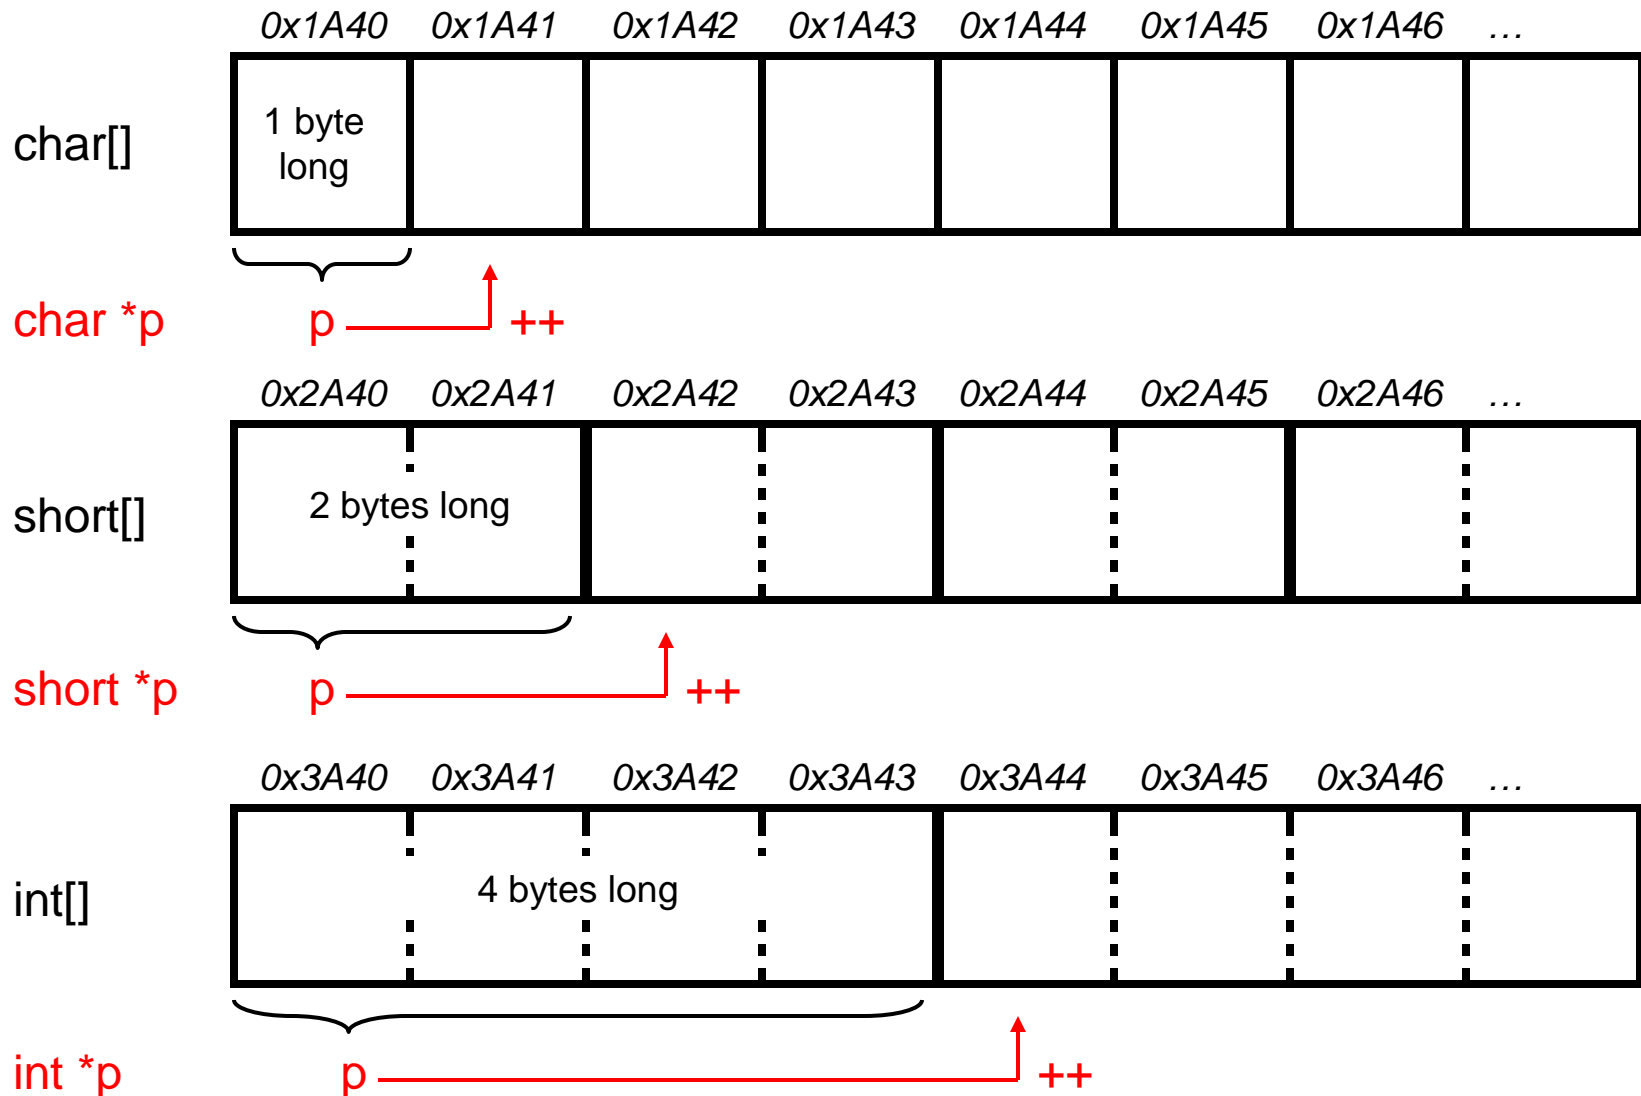 0x1A40 0x1A41 0x1A42 0x1A43 0x1A44 0x1A45 0x1A46 ...
char[]
1 byte
long
char *p p ++
0x2A40 0x2A41 0x2A42 0x2A43 0x2A44 0x2A45 0x2A46 ...
short[] 2 bytes long
short *p p ++
0x3A40 0x3A41 0x3A42 0x3A43 0x3A44 0x3A45 0x3A46 ...
int[] 4 bytes long
int *p p ++